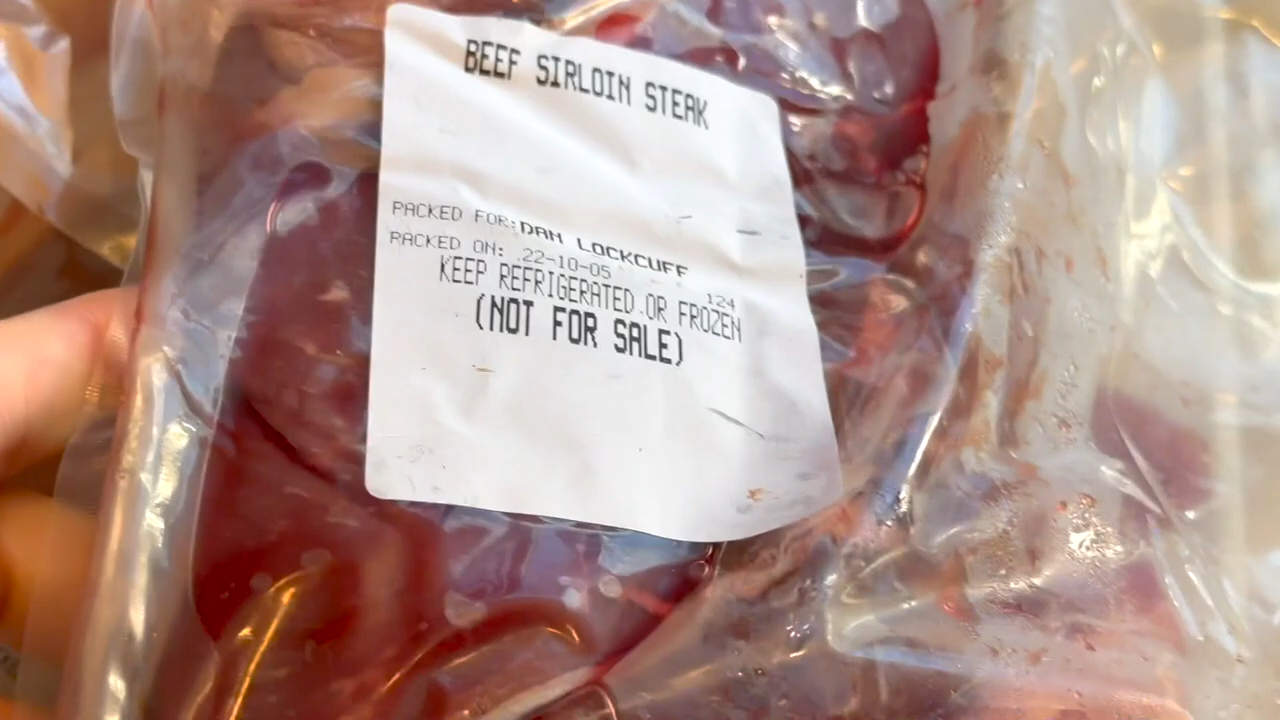 BEEF SIRLOIN STEAK
PACKED FOR:DAN LOCKCUFF
PACKED ON: 22-10-05
124
KEEP REFRIGERATED OR FROZEN
(NOT FOR SALE)